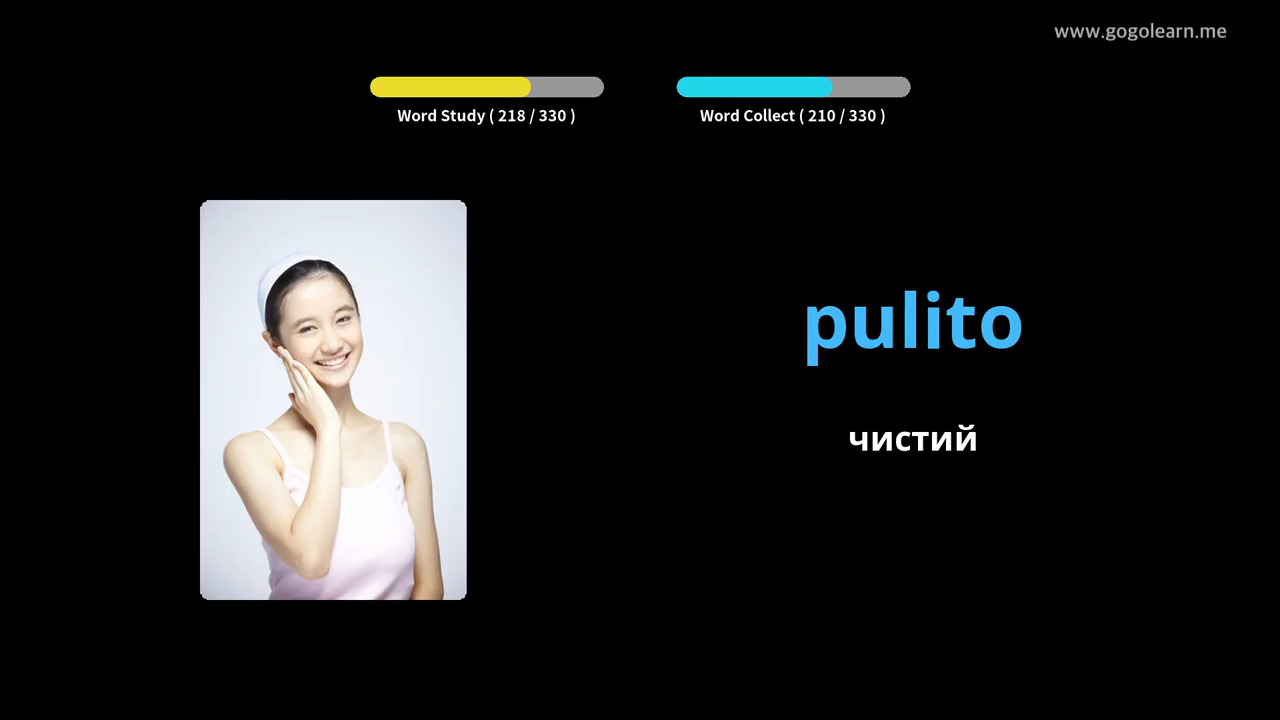 www.gogolearn.me
Word Study ( 218 / 330 )
Word Collect ( 210 / 330 )
pulito
чистий